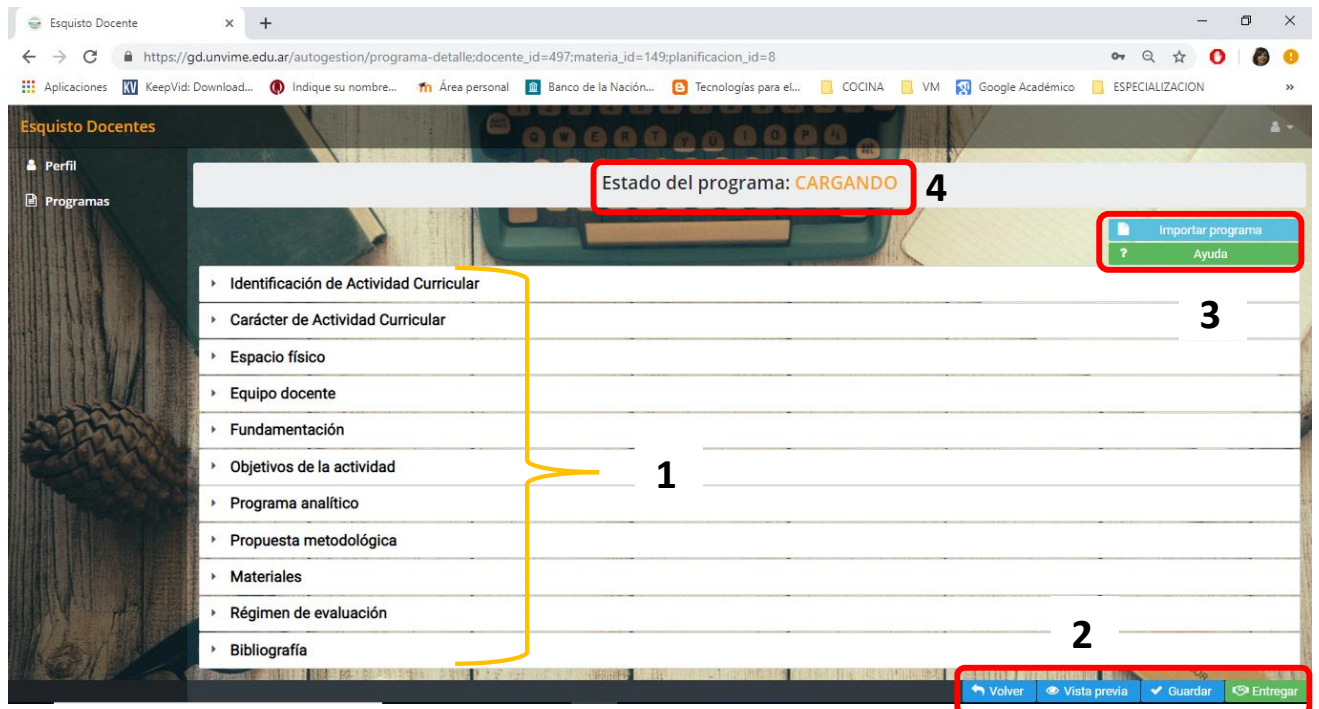 Esquisto Docente
https://gd.unvime.edu.ar/autogestion/programa-detalle;docente_id=497;materia_id=149;planificacion_id=8
Aplicaciones KV KeepVid: Download... Indique su nombre... Área personal Banco de la Nación... Tecnologías para el... COCINA VM Google Académico ESPECIALIZACION »
Esquisto Docentes
Perfil
Programas
Estado del programa: CARGANDO
4
Importar programa
? Ayuda
3
Identificación de Actividad Curricular
Carácter de Actividad Curricular
Espacio físico
Equipo docente
Fundamentación
Objetivos de la actividad
1
Programa analítico
Propuesta metodológica
Materiales
Régimen de evaluación
2
Bibliografía
Volver Vista previa Guardar Entregar